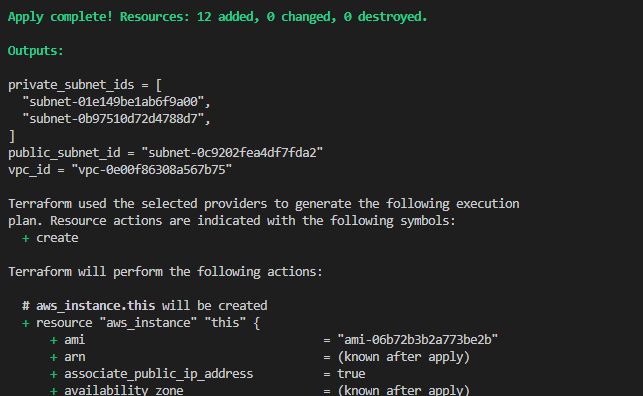 Apply complete! Resources: 12 added, 0 changed, 0 destroyed.
Outputs:
private_subnet_ids = [
"subnet-01e149be1ab6f9a00",
"subnet-0b97510d72d4788d7",
]
public_subnet_id = "subnet-0c9202fea4df7fda2"
vpc_id = "vpc-0e00f86308a567b75"
Terraform used the selected providers to generate the following execution
plan. Resource actions are indicated with the following symbols:
+ create
Terraform will perform the following actions:
# aws_instance.this will be created
+ resource "aws_instance" "this" {
+ ami = "ami-06b72b3b2a773be2b"
+ arn = (known after apply)
+ associate_public_ip_address = true
+ availability_zone = (known after apply)